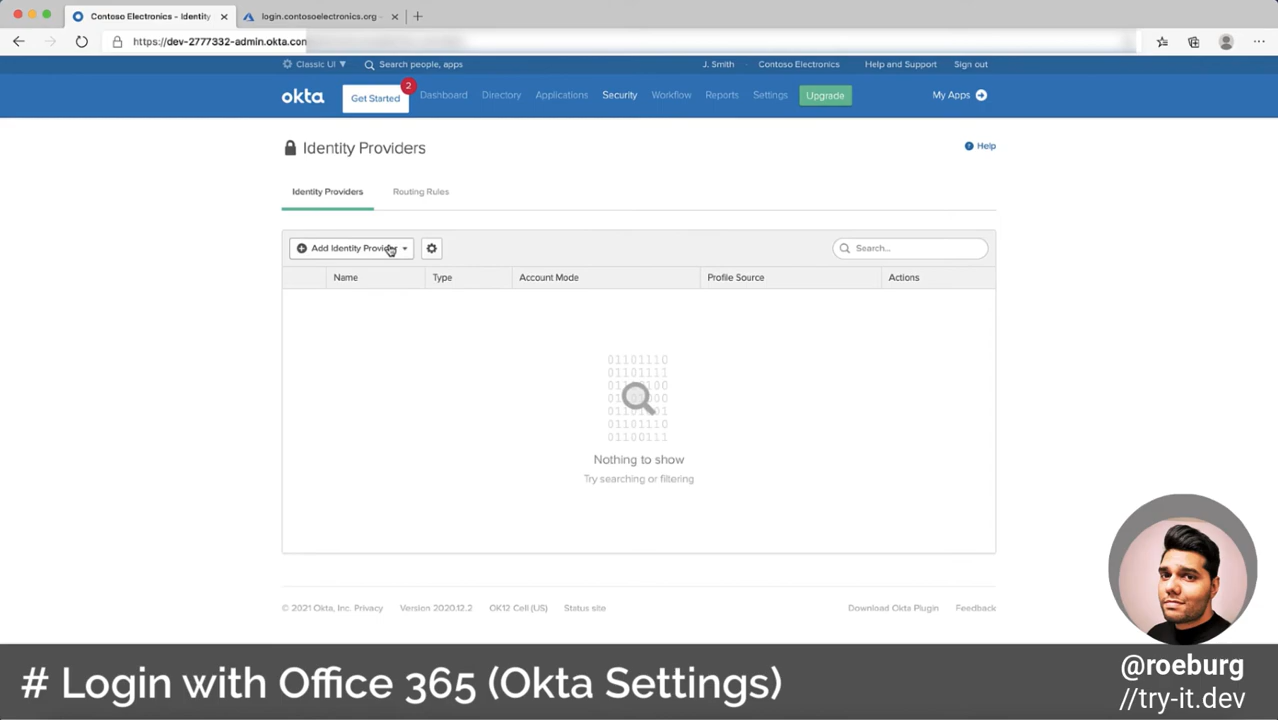 Contoso Electronics - Identity
login.contosoelectronics.org -
https://dev-2777332-admin.okta.com
Classic UI
Search people, apps
J. Smith
Contoso Electronics
Help and Support
Sign out
okta
Get Started
2
Dashboard
Directory
Applications
Security
Workflow
Reports
Settings
Upgrade
My Apps
Identity Providers
Help
Identity Providers
Routing Rules
Add Identity Provider
Search...
Name
Type
Account Mode
Profile Source
Actions
Nothing to show
Try searching or filtering
© 2021 Okta, Inc. Privacy
Version 2020.12.2
OK12 Cell (US)
Status site
Download Okta Plugin
Feedback
# Login with Office 365 (Okta Settings)
@roeburg
//try-it.dev